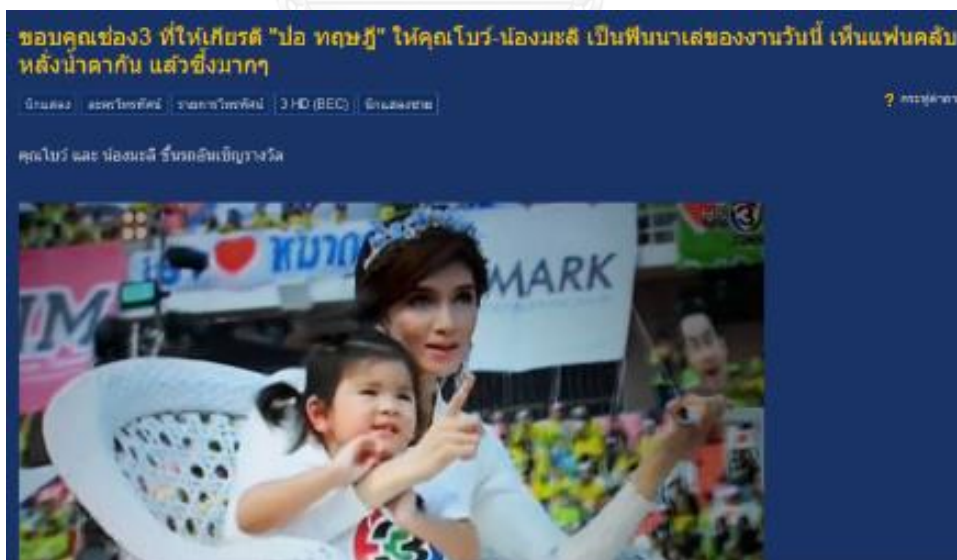 ขอบคุณช่อง3 ที่ให้เกียรติ "ปอ ทฤษฎี" ให้คุณโบว์-น้องมะลิ เป็นฟินนาเล่ของงานวันนี้ เห็นแฟนคลับ
หลั่งน้ำตากัน แล้วซึ้งมากๆ
นักแสดง ละครโทรทัศน์ รายการโทรทัศน์ 3 HD (BEC) นักแสดงชาย
คุณโบว์ และ น้องมะลิ ขึ้นรถอัญเชิญรางวัล
MARK
IM